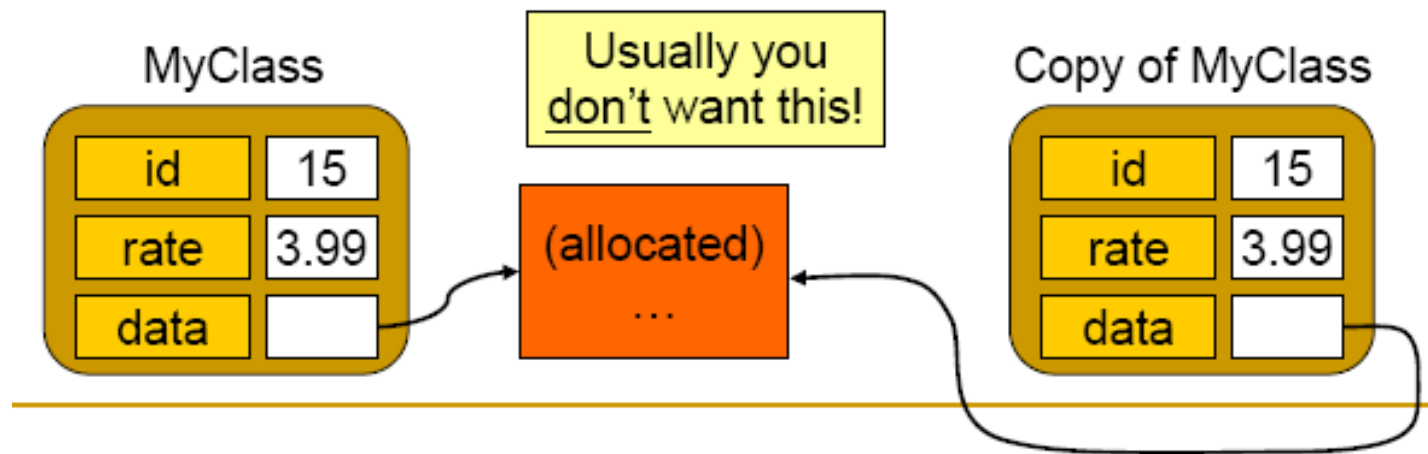 MyClass
id 15
rate 3.99
data
Usually you
don't want this!
(allocated)
...
Copy of MyClass
id 15
rate 3.99
data